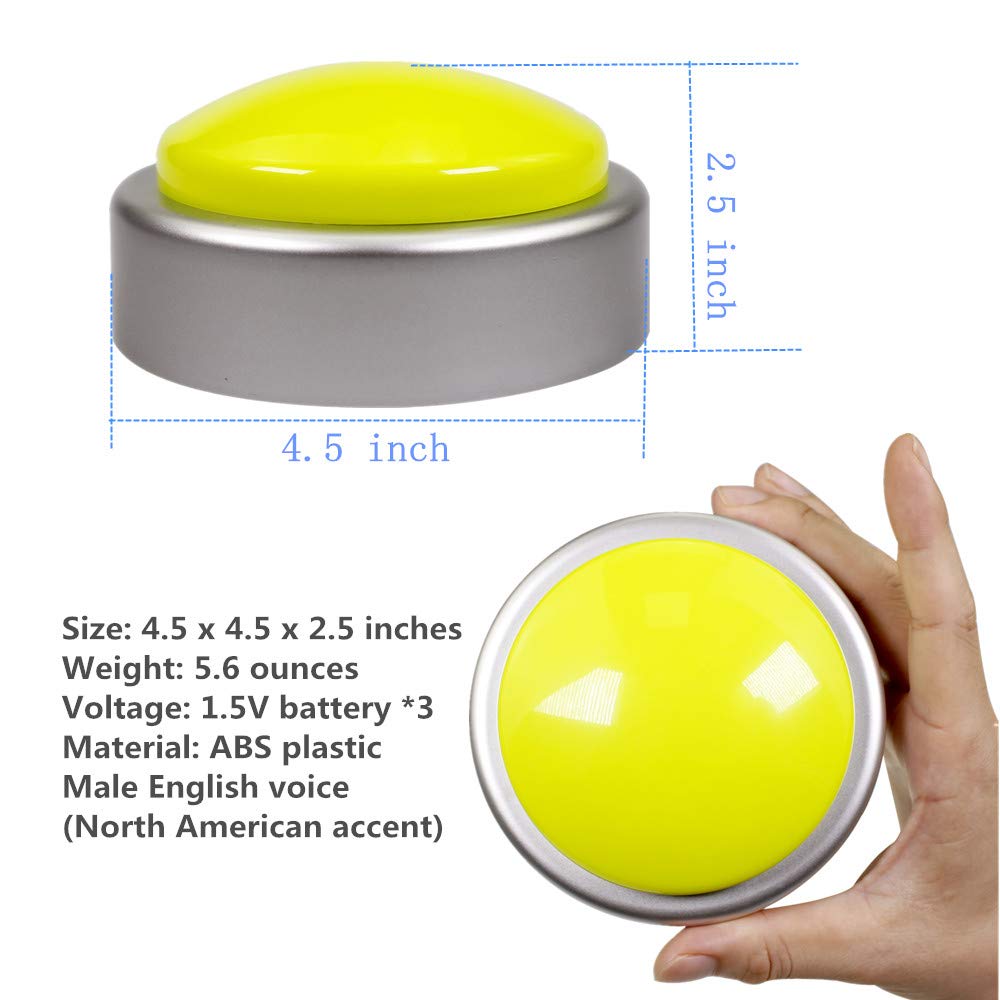 2.5 inch
4.5 inch
Size: 4.5 x 4.5 x 2.5 inches
Weight: 5.6 ounces
Voltage: 1.5V battery *3
Material: ABS plastic
Male English voice
(North American accent)